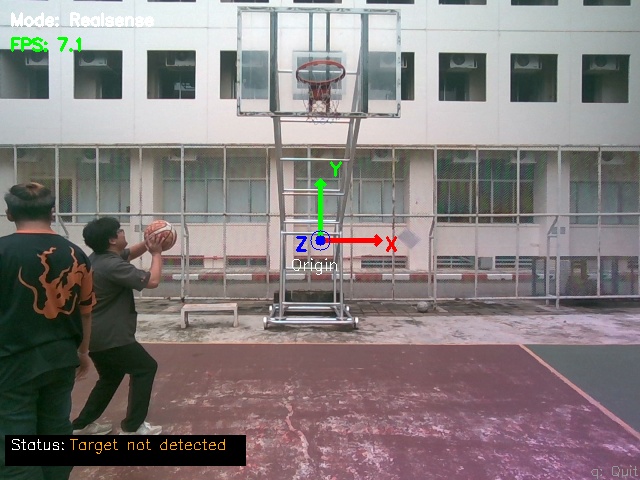 Mode: Realsense
FPS: 7.1
Y
Z
X
Origin
Status: Target not detected
q: Quit